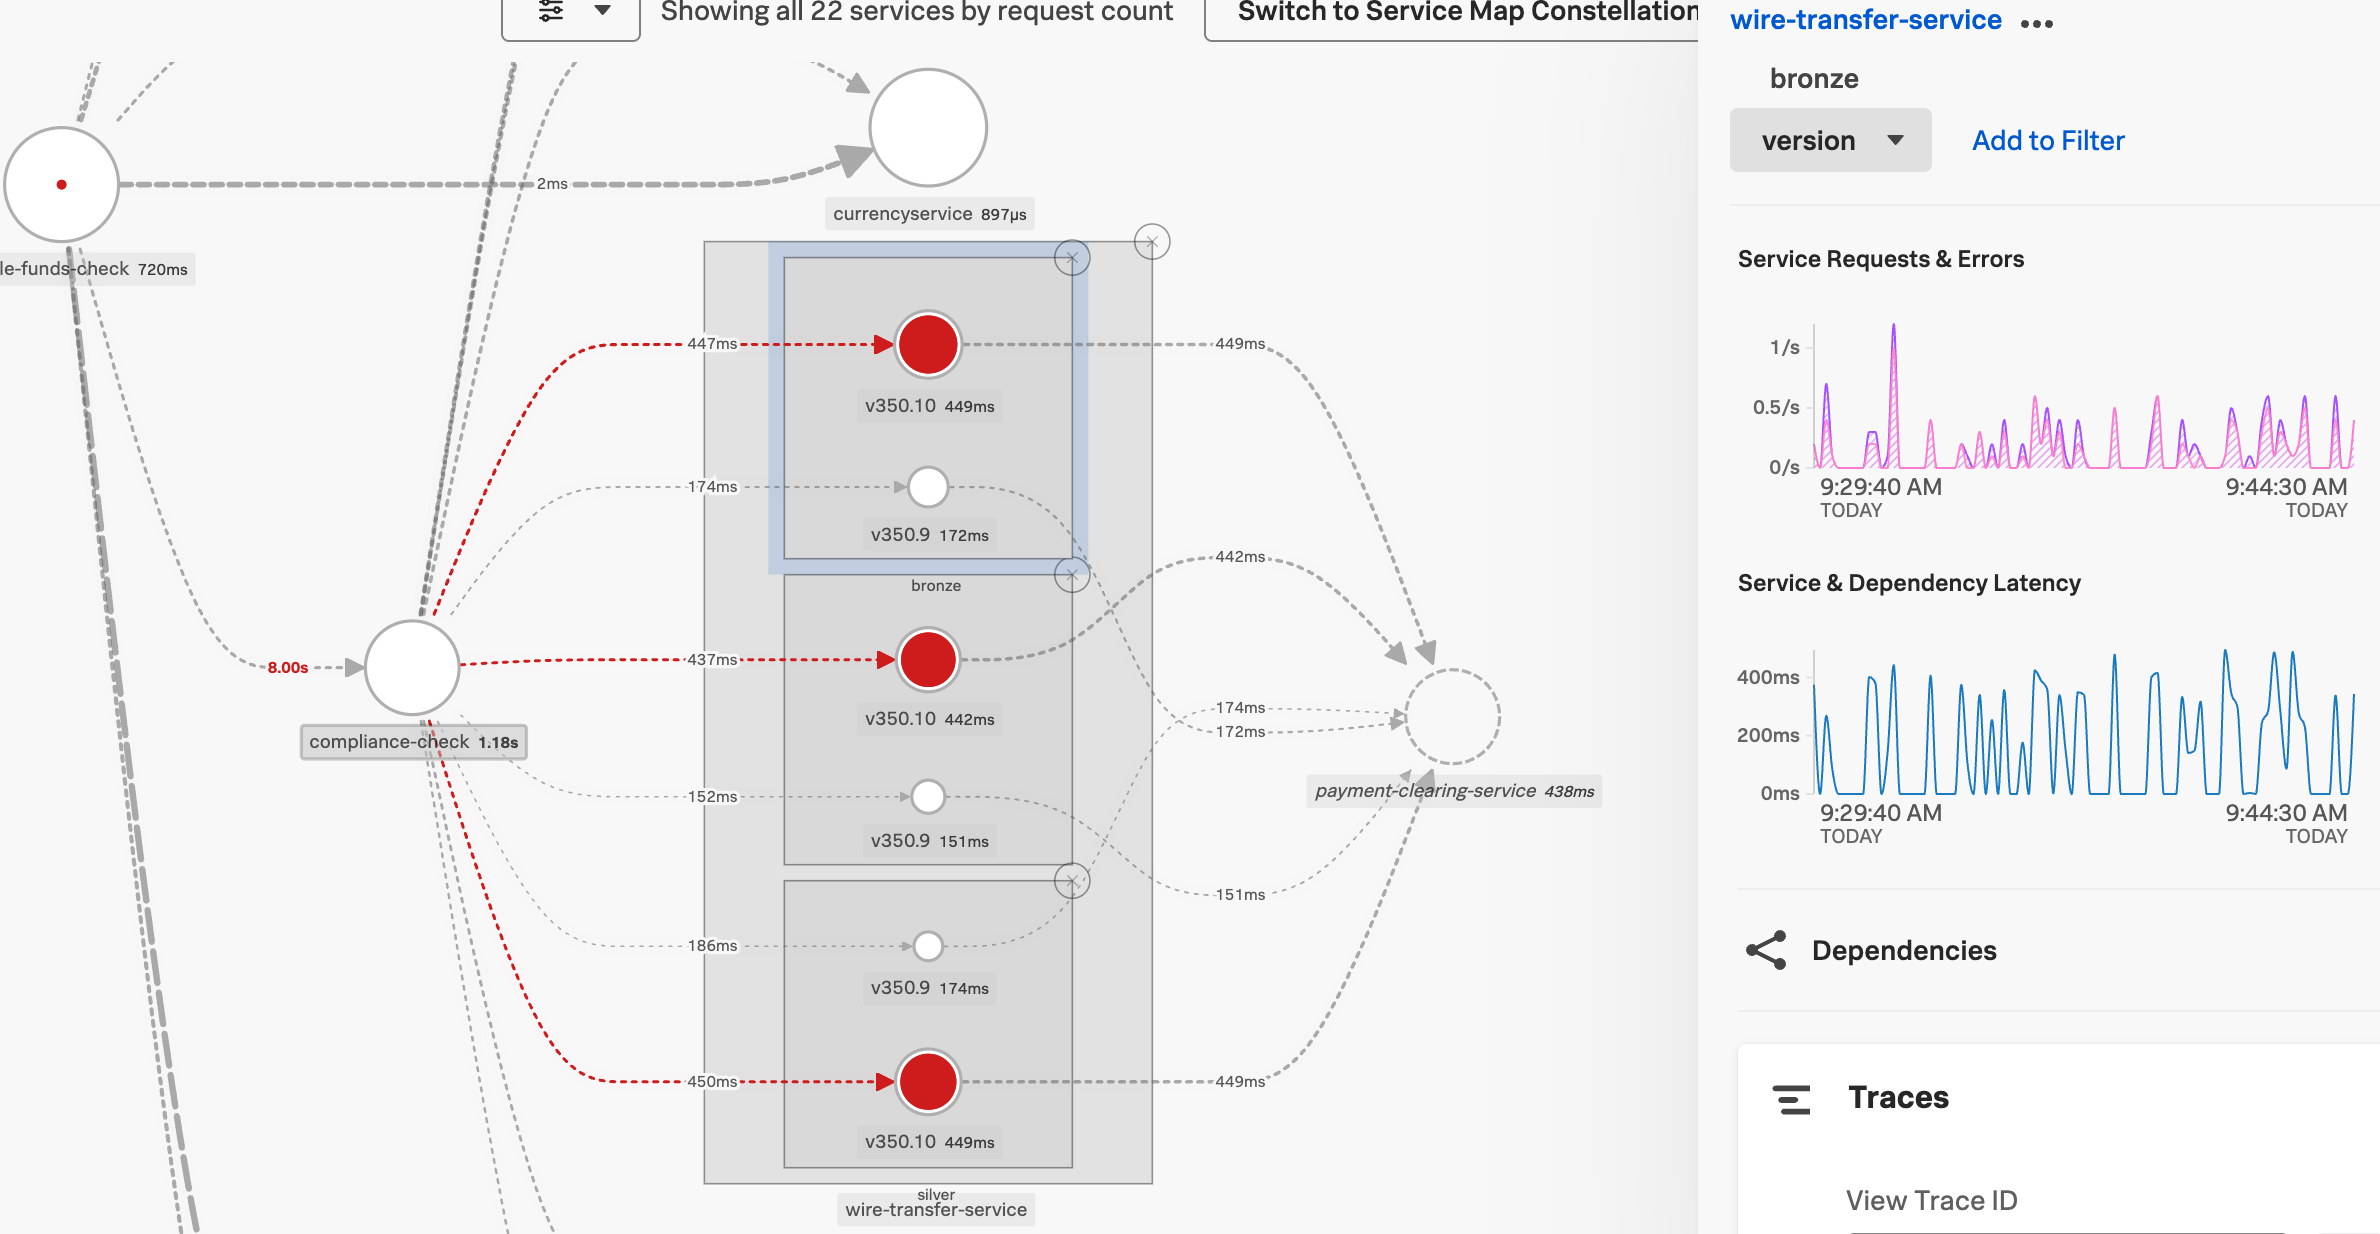 Showing all 22 services by request count
Switch to Service Map Constellation
2ms
currencyservice 897µs
le-funds-check 720ms
447ms
449ms
v350.10 449ms
174ms
v350.9 172ms
442ms
bronze
8.00s
437ms
v350.10 442ms
174ms
172ms
compliance-check 1.18s
payment-clearing-service 438ms
152ms
v350.9 151ms
151ms
186ms
v350.9 174ms
450ms
449ms
v350.10 449ms
silver
wire-transfer-service
wire-transfer-service
bronze
version
Add to Filter
Service Requests & Errors
1/s
0.5/s
0/s
9:29:40 AM 9:44:30 AM
TODAY TODAY
Service & Dependency Latency
400ms
200ms
0ms
9:29:40 AM 9:44:30 AM
TODAY TODAY
Dependencies
Traces
View Trace ID